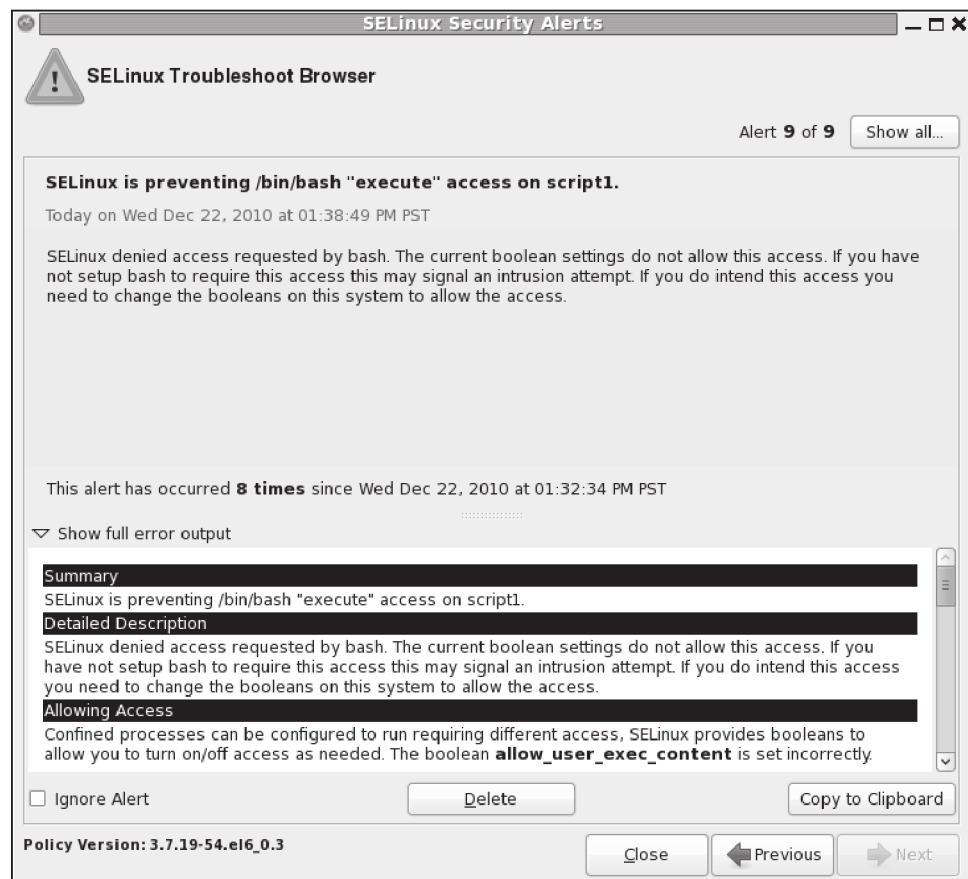 SELinux Security Alerts
SELinux Troubleshoot Browser
Alert 9 of 9
Show all...
SELinux is preventing /bin/bash "execute" access on script1.
Today on Wed Dec 22, 2010 at 01:38:49 PM PST
SELinux denied access requested by bash. The current boolean settings do not allow this access. If you have
not setup bash to require this access this may signal an intrusion attempt. If you do intend this access you
need to change the booleans on this system to allow the access.
This alert has occurred 8 times since Wed Dec 22, 2010 at 01:32:34 PM PST
Show full error output
Summary
SELinux is preventing /bin/bash "execute" access on script1.
Detailed Description
SELinux denied access requested by bash. The current boolean settings do not allow this access. If you
have not setup bash to require this access this may signal an intrusion attempt. If you do intend this access
you need to change the booleans on this system to allow the access.
Allowing Access
Confined processes can be configured to run requiring different access, SELinux provides booleans to
allow you to turn on/off access as needed. The boolean allow_user_exec_content is set incorrectly.
Ignore Alert
Delete
Copy to Clipboard
Policy Version: 3.7.19-54.el6_0.3
Close
Previous
Next